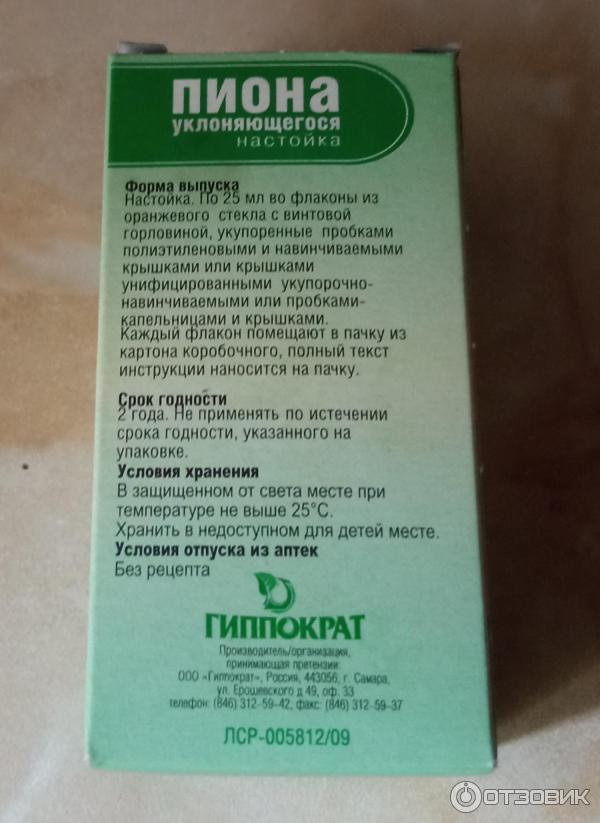 ПИОНА
УКЛОНЯЮЩЕГОСЯ
НАСТОЙКА
Форма выпуска
Настойка. По 25 мл во флаконы из
оранжевого стекла с винтовой
горловиной, укупоренные пробками
полиэтиленовыми и навинчиваемыми
крышками или крышками
унифицированными укупорочно-
навинчиваемыми или пробками-
капельницами и крышками.
Каждый флакон помещают в пачку из
картона коробочного, полный текст
инструкции наносится на пачку.
Срок годности
2 года. Не применять по истечении
срока годности, указанного на
упаковке.
Условия хранения
В защищенном от света месте при
температуре не выше 25°С.
Хранить в недоступном для детей месте.
Условия отпуска из аптек
Без рецепта
ГИППОКРАТ
Производитель/организация,
принимающая претензии:
ООО «Гиппократ», Россия, 443056, г. Самара,
ул. Ерошевского д 49, оф. 33
телефон: (846) 312-59-42, факс: (846) 312-59-37
ЛСР-005812/09
ОТЗОВИК